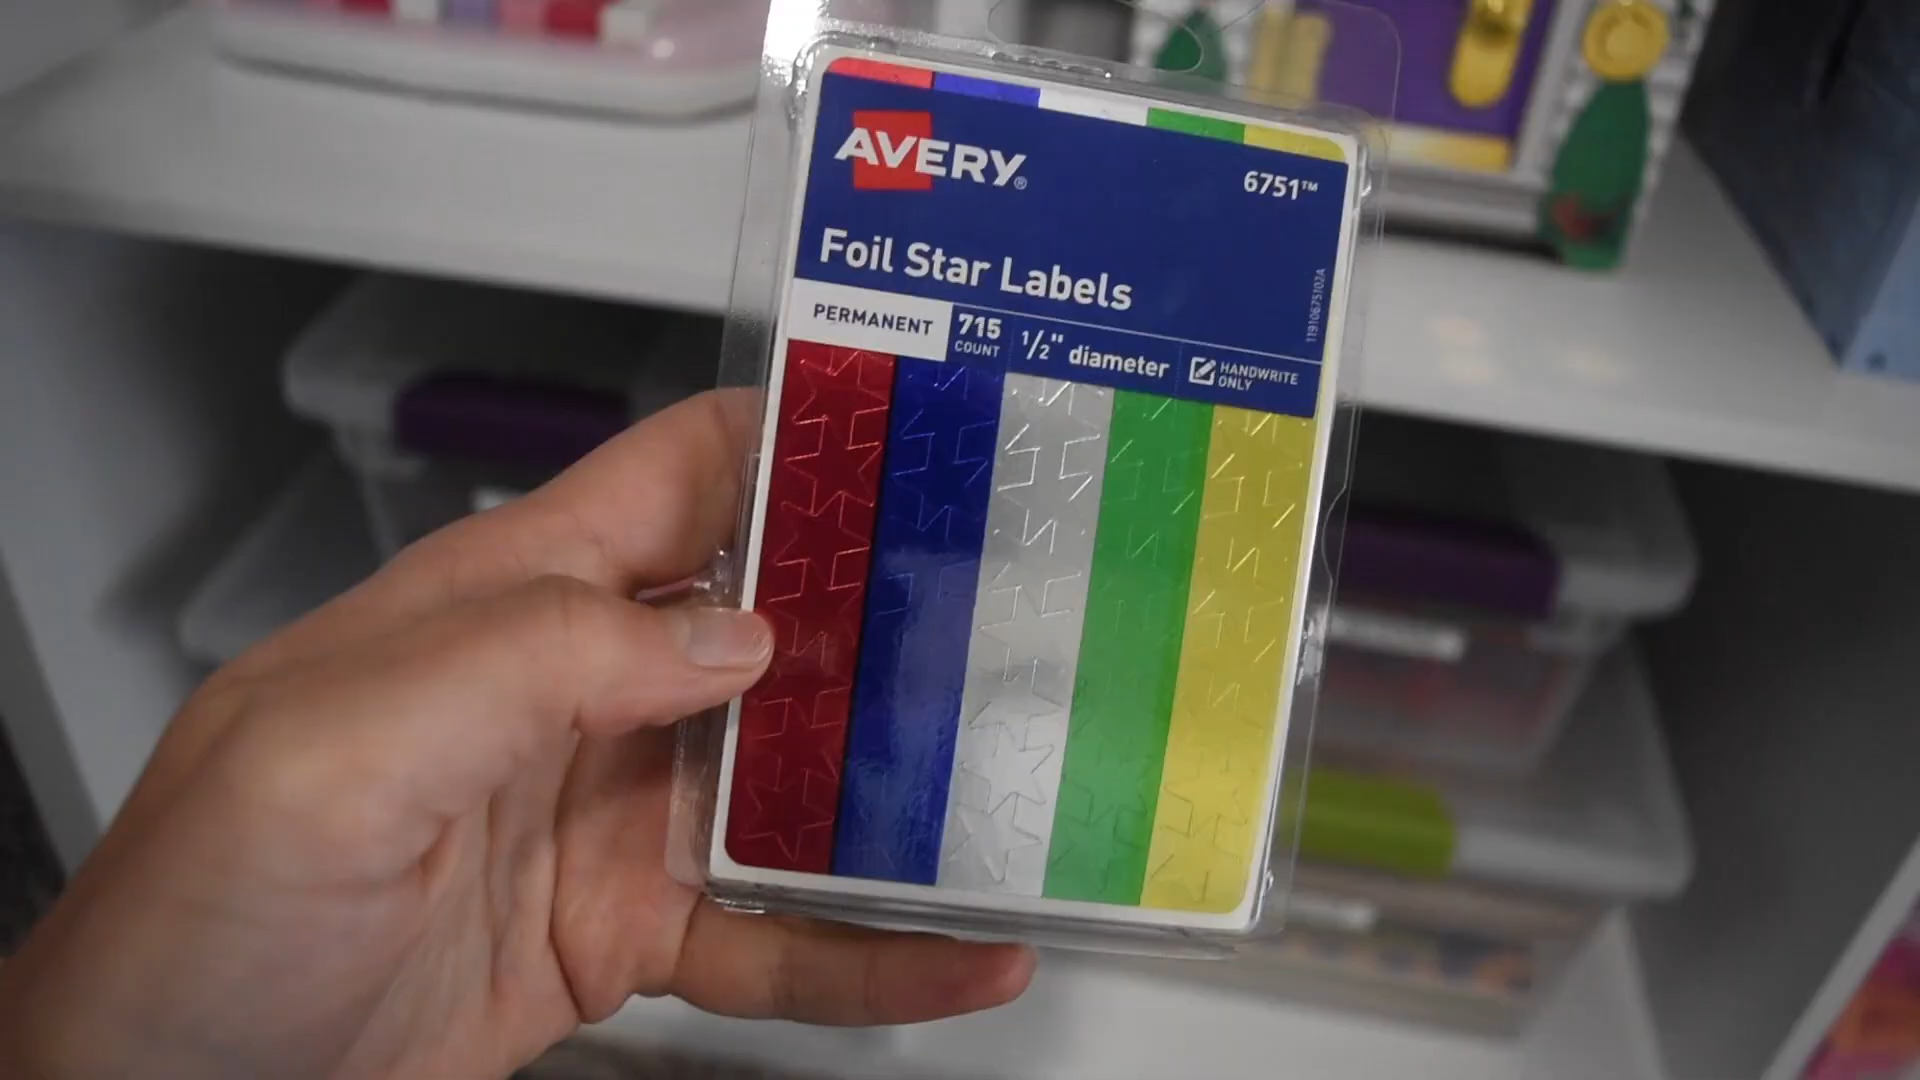 AVERY®
6751™
Foil Star Labels
PERMANENT
715
COUNT
1/2" diameter
HANDWRITE
ONLY